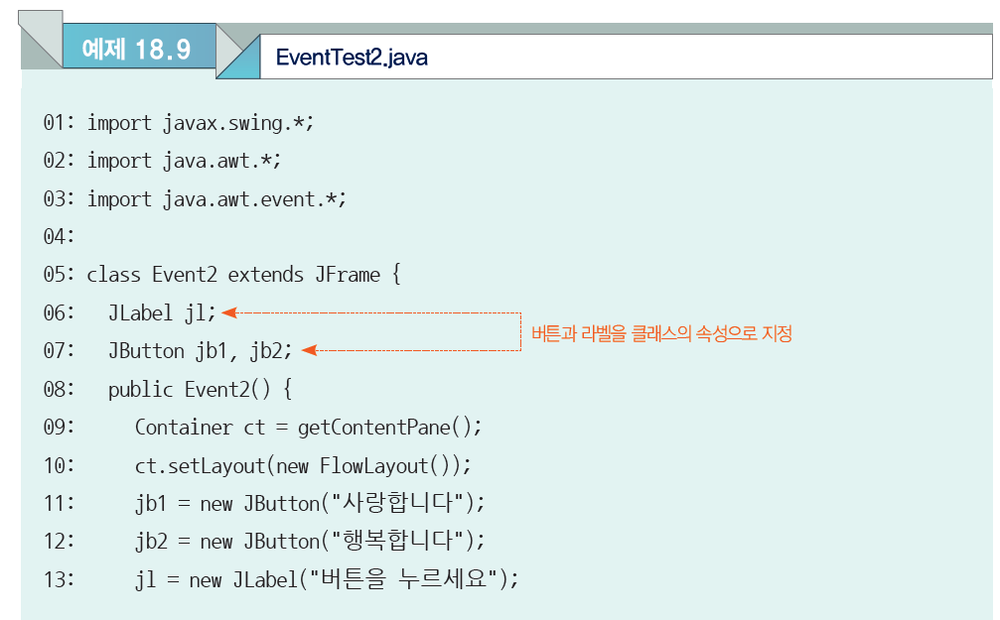 예제 18.9
EventTest2.java
01: import javax.swing.*;
02: import java.awt.*;
03: import java.awt.event.*;
04:
05: class Event2 extends JFrame {
06: JLabel jl;
07: JButton jb1, jb2;
버튼과 라벨을 클래스의 속성으로 지정
08: public Event2() {
09: Container ct = getContentPane();
10: ct.setLayout(new FlowLayout());
11: jb1 = new JButton("사랑합니다");
12: jb2 = new JButton("행복합니다");
13: jl = new JLabel("버튼을 누르세요");